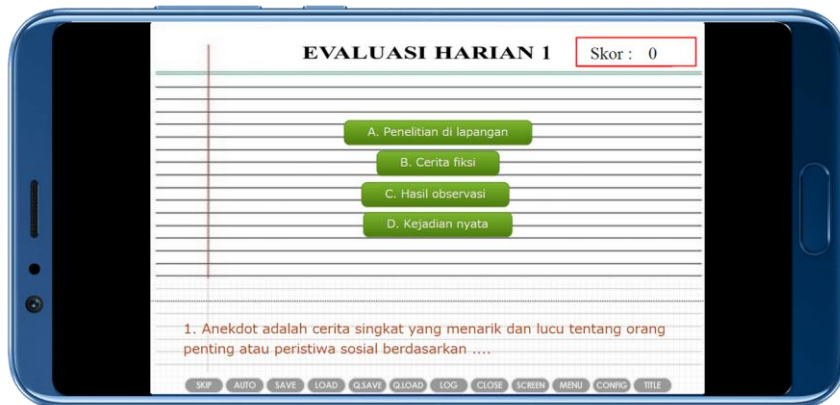 EVALUASI HARIAN 1
Skor : 0
A. Penelitian di lapangan
B. Cerita fiksi
C. Hasil observasi
D. Kejadian nyata
1. Anekdot adalah cerita singkat yang menarik dan lucu tentang orang
penting atau peristiwa sosial berdasarkan ....
SKIP AUTO SAVE LOAD Q.SAVE Q.LOAD LOG CLOSE SCREEN MENU CONFIG TITLE